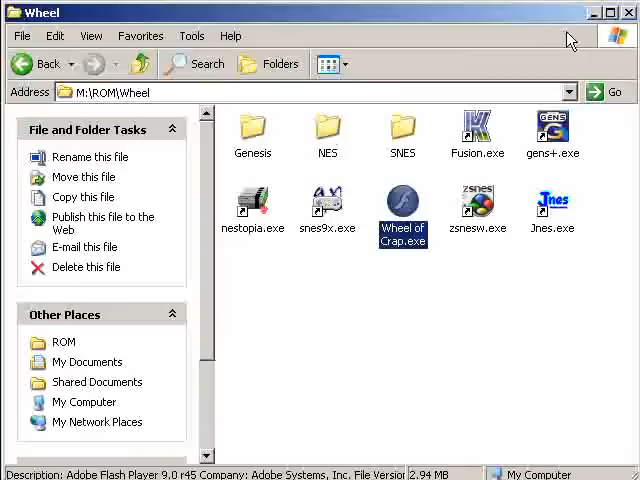 Wheel
File Edit View Favorites Tools Help
Back Search Folders
Address M:\ROM\Wheel Go
File and Folder Tasks
Rename this file
Move this file
Copy this file
Publish this file to the
Web
E-mail this file
Delete this file
Other Places
ROM
My Documents
Shared Documents
My Computer
My Network Places
Genesis NES SNES Fusion.exe gens+.exe
nestopia.exe snes9x.exe Wheel of
Crap.exe zsnesw.exe Jnes.exe
GENS
zsnes
Jnes
Description: Adobe Flash Player 9.0 r45 Company: Adobe Systems, Inc. File Version 2.94 MB My Computer